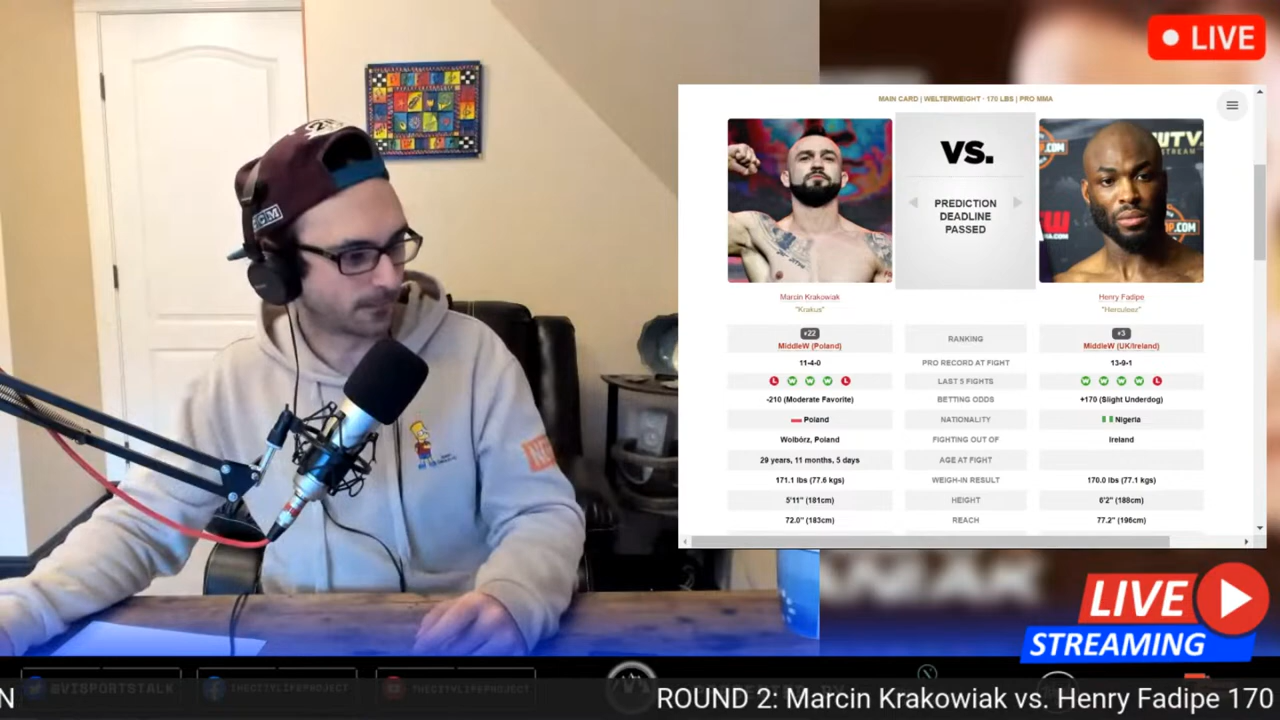 LIVE
MAIN CARD | WELTERWEIGHT · 170 LBS | PRO MMA
VS.
PREDICTION
DEADLINE
PASSED
Marcin Krakowiak
"Krakus"
Henry Fadipe
"Herculeez"
#22
MiddleW (Poland)
RANKING
#3
MiddleW (UK/Ireland)
11-4-0
PRO RECORD AT FIGHT
13-9-1
L W W W L
LAST 5 FIGHTS
W W W W L
-210 (Moderate Favorite)
BETTING ODDS
+170 (Slight Underdog)
Poland
NATIONALITY
Nigeria
Wolbórz, Poland
FIGHTING OUT OF
Ireland
29 years, 11 months, 5 days
AGE AT FIGHT
171.1 lbs (77.6 kgs)
WEIGH-IN RESULT
170.0 lbs (77.1 kgs)
5'11" (181cm)
HEIGHT
6'2" (188cm)
72.0" (183cm)
REACH
77.2" (196cm)
LIVE
STREAMING
@VISPORTSTALK
THECITYLIFEPROJECT
THECITYLIFEPROJECT
N
ROUND 2: Marcin Krakowiak vs. Henry Fadipe 170